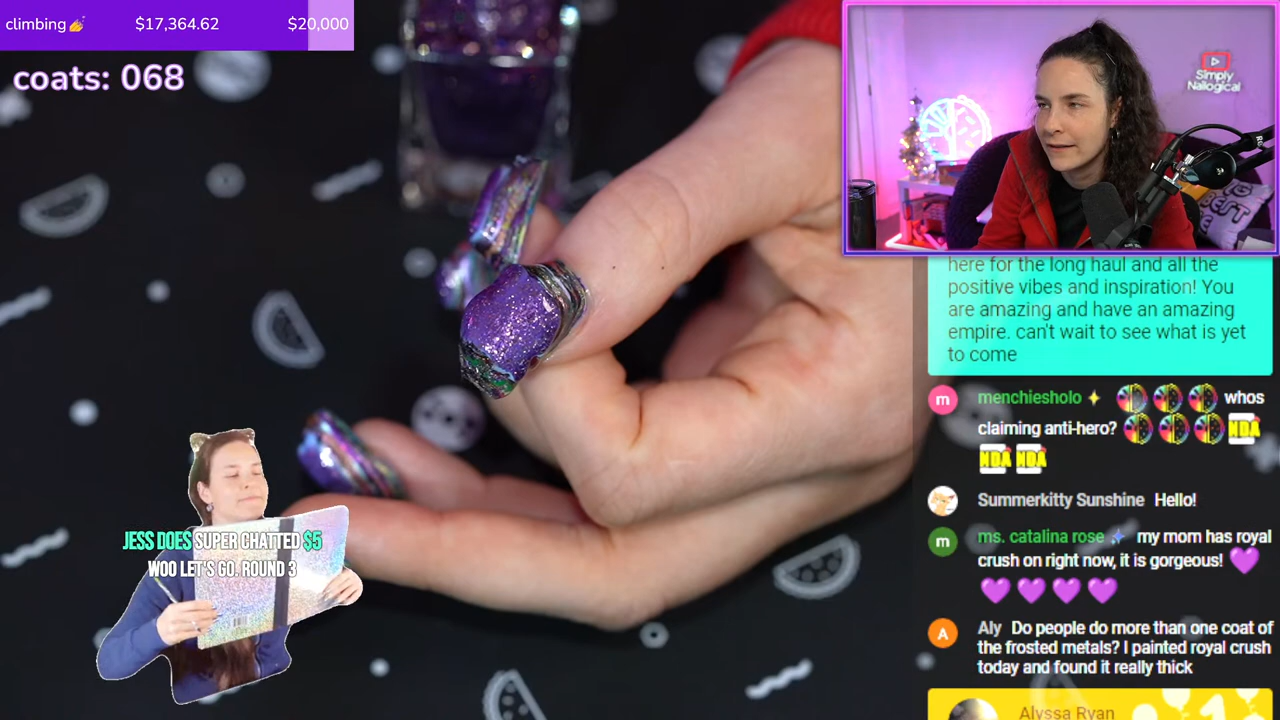 climbing💅 $17,364.62 $20,000
coats: 068
Simply
Nailogical
here for the long haul and all the
positive vibes and inspiration! You
are amazing and have an amazing
empire. can't wait to see what is yet
to come
m menchiesholo ✨ whos
claiming anti-hero? NDA
NDA NDA
Summerkitty Sunshine Hello!
m ms. catalina rose ✨ my mom has royal
crush on right now, it is gorgeous! 💜
💜 💜 💜 💜
A Aly Do people do more than one coat of
the frosted metals? I painted royal crush
today and found it really thick
Alyssa Ryan
JESS DOES SUPER CHATTED $5
WOO LET'S GO. ROUND 3